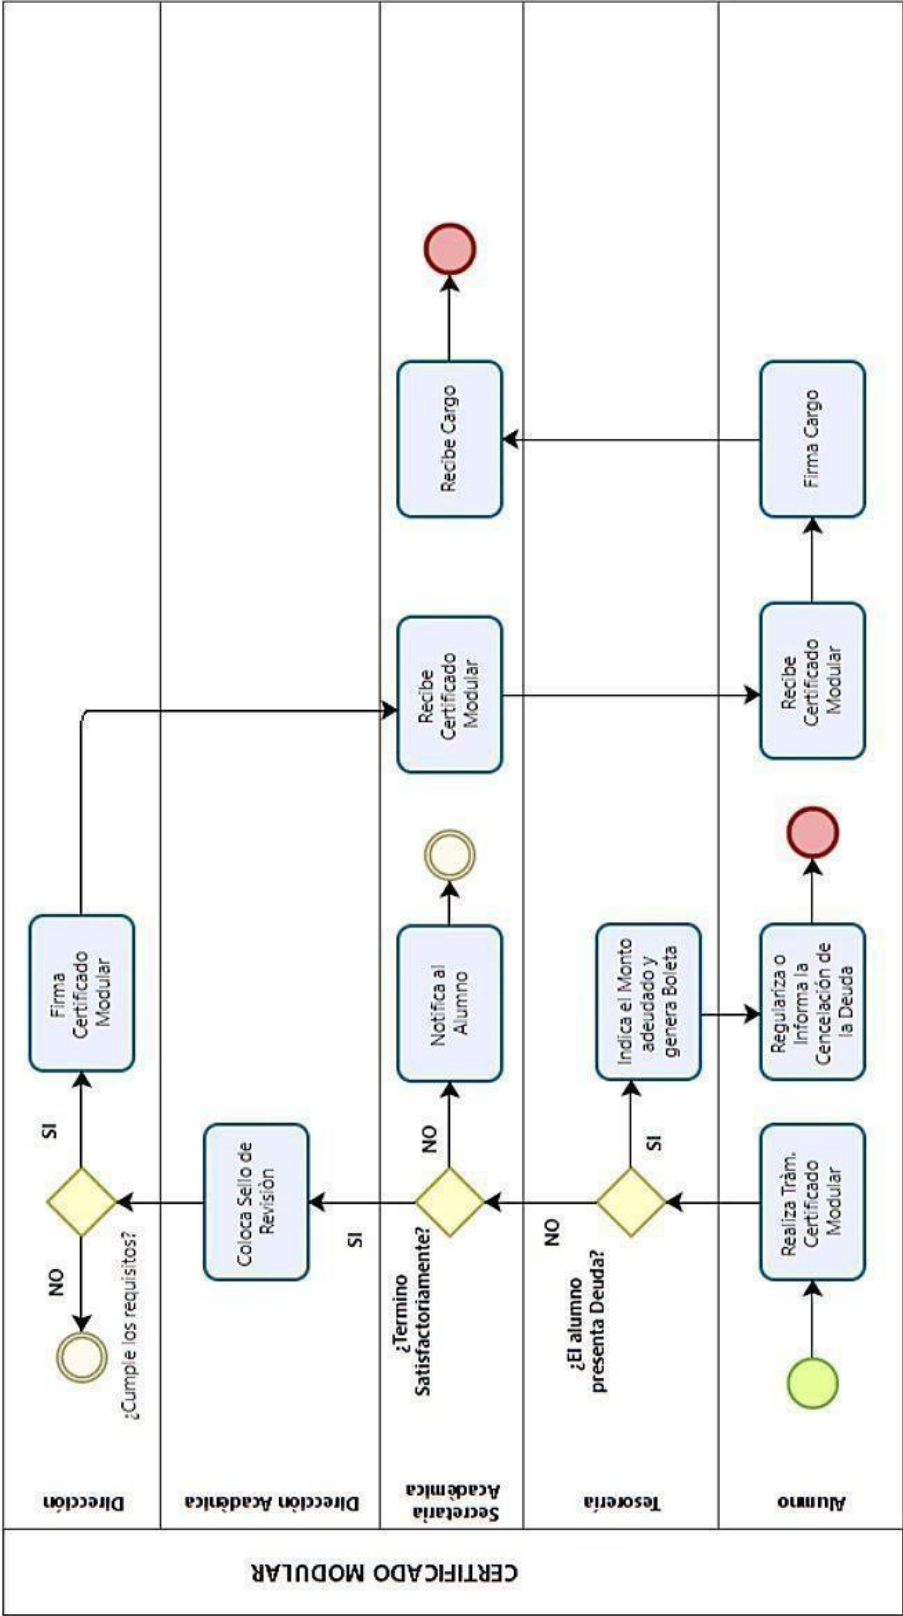 CERTIFICADO MODULAR
Dirección
¿Cumple los requisitos?
NO
SI
Firma
Certificado
Modular
Dirección Acadèmica
Coloca Sello de
Revisiòn
Secretaria
Acadèmica
¿Termino
Satisfactoriamente?
SI
NO
Notifica al
Alumno
Recibe
Certificado
Modular
Recibe Cargo
Tesorería
¿El alumno
presenta Deuda?
NO
SI
Indica el Monto
adeudado y
genera Boleta
Alumno
Realiza Tràm.
Certificado
Modular
Regulariza o
Informa la
Cencelación de
la Deuda
Recibe
Certificado
Modular
Firma Cargo